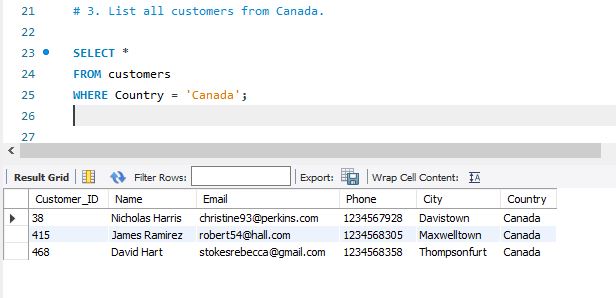 21 # 3. List all customers from Canada.
22
23 SELECT *
24 FROM customers
25 WHERE Country = 'Canada';
26
27
Result Grid Filter Rows: Export: Wrap Cell Content:
Customer_ID Name Email Phone City Country
38 Nicholas Harris christine93@perkins.com 1234567928 Davistown Canada
415 James Ramirez robert54@hall.com 1234568305 Maxwelltown Canada
468 David Hart stokesrebecca@gmail.com 1234568358 Thompsonfurt Canada